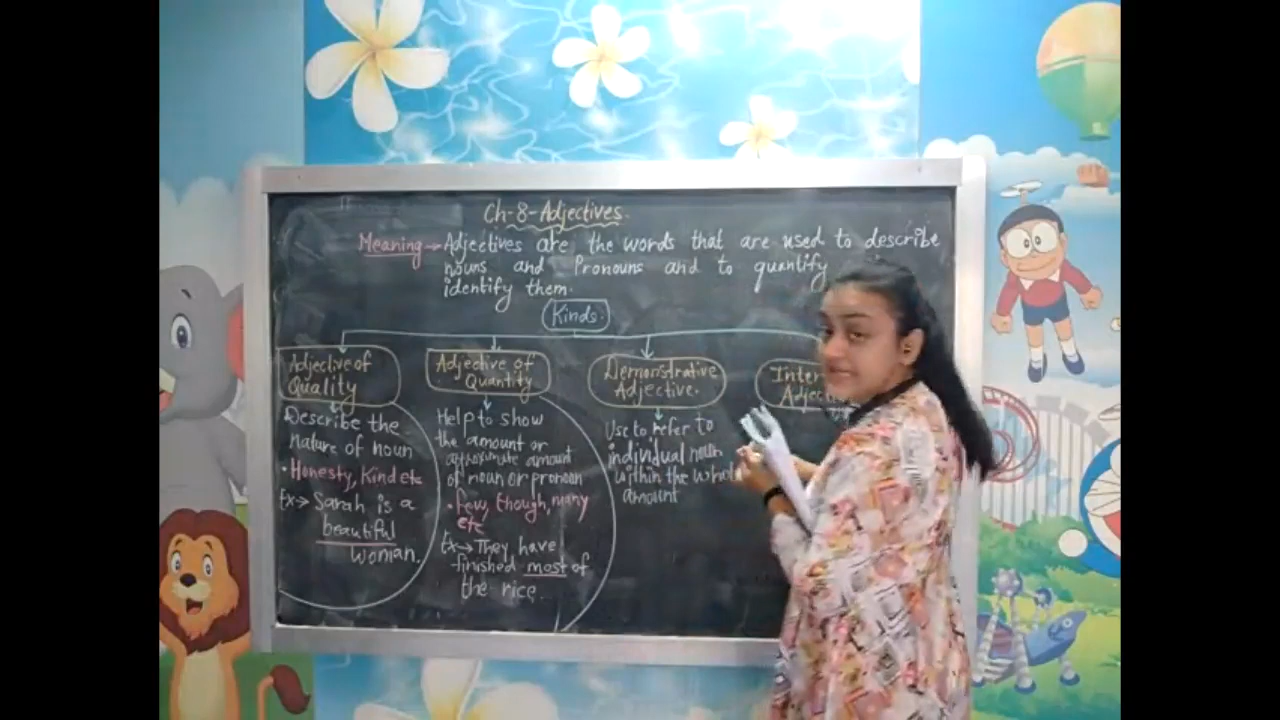 Ch-8-Adjectives.
Meaning → Adjectives are the words that are used to describe
nouns and Pronouns and to quantify
identify them.
Kinds.
Adjective of
Quality
Describe the
nature of noun
• Honesty, Kind etc
Ex → Sarah is a
beautiful
woman.
Adjective of
Quantity
Help to show
the amount or
approximate amount
of noun or pronoun
• Few, though, many
etc
Ex → They have
finished most of
the rice.
Demonstrative
Adjective.
Use to refer to
individual noun
within the whole
amount
Inter
Adjec